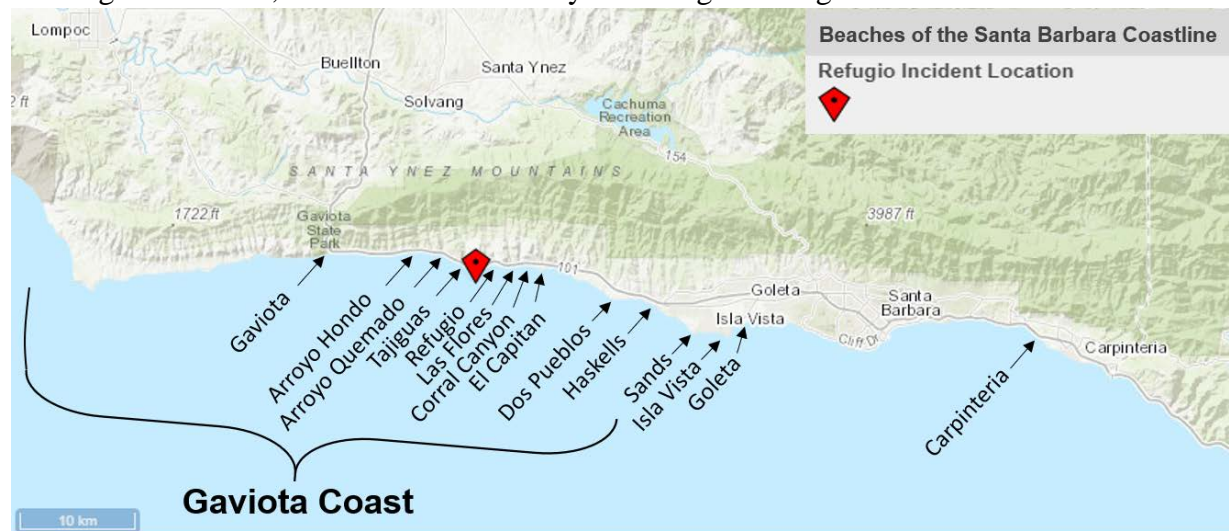 Lompoc
Buellton
Santa Ynez
Solvang
Cachuma
Recreation
Area
154
Beaches of the Santa Barbara Coastline
Refugio Incident Location
SANTA YNEZ MOUNTAINS
1722 ft
3987 ft
Gaviota
State
Park
101
Goleta
Santa
Barbara
Isla Vista
Cliff Dr
Carpinteria
Gaviota
Arroyo Hondo
Arroyo Quemado
Tajiguas
Refugio
Las Flores
Corral Canyon
El Capitan
Dos Pueblos
Haskells
Sands
Isla Vista
Goleta
Carpinteria
Gaviota Coast
10 km